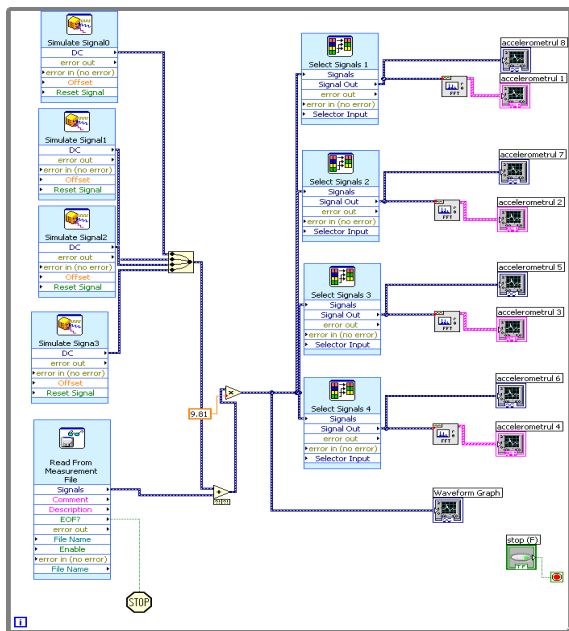 Simulate Signal0
DC
error out
error in (no error)
Offset
Reset Signal
Simulate Signal1
DC
error out
error in (no error)
Offset
Reset Signal
Simulate Signal2
DC
error out
error in (no error)
Offset
Reset Signal
Simulate Signa3
DC
error out
error in (no error)
Offset
Reset Signal
Read From
Measurement
File
Signals
Comment
Description
EOF?
error out
File Name
Enable
error in (no error)
File Name
STOP
i
9.81
Select Signals 1
Signals
Signal Out
error out
error in (no error)
Selector Input
Select Signals 2
Signals
Signal Out
error out
error in (no error)
Selector Input
Select Signals 3
Signals
Signal Out
error out
error in (no error)
Selector Input
Select Signals 4
Signals
Signal Out
error out
error in (no error)
Selector Input
FFT
accelerometrul 8
accelerometrul 1
accelerometrul 7
accelerometrul 2
accelerometrul 5
accelerometrul 3
accelerometrul 6
accelerometrul 4
Waveform Graph
stop (F)
TF